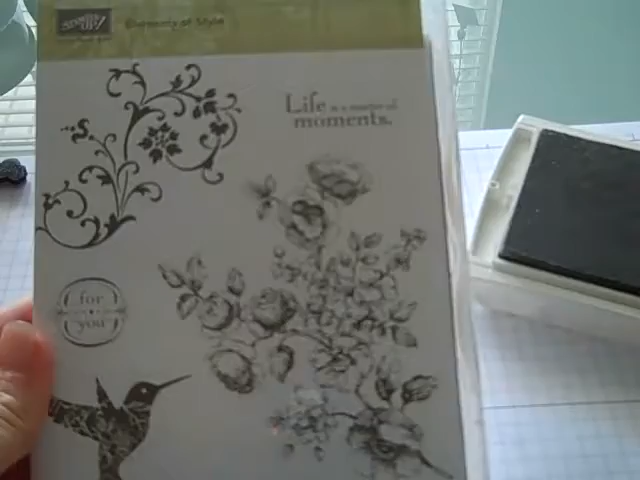 STAMPIN' UP!
Elements of Style
Life is a matter of
moments.
for
you